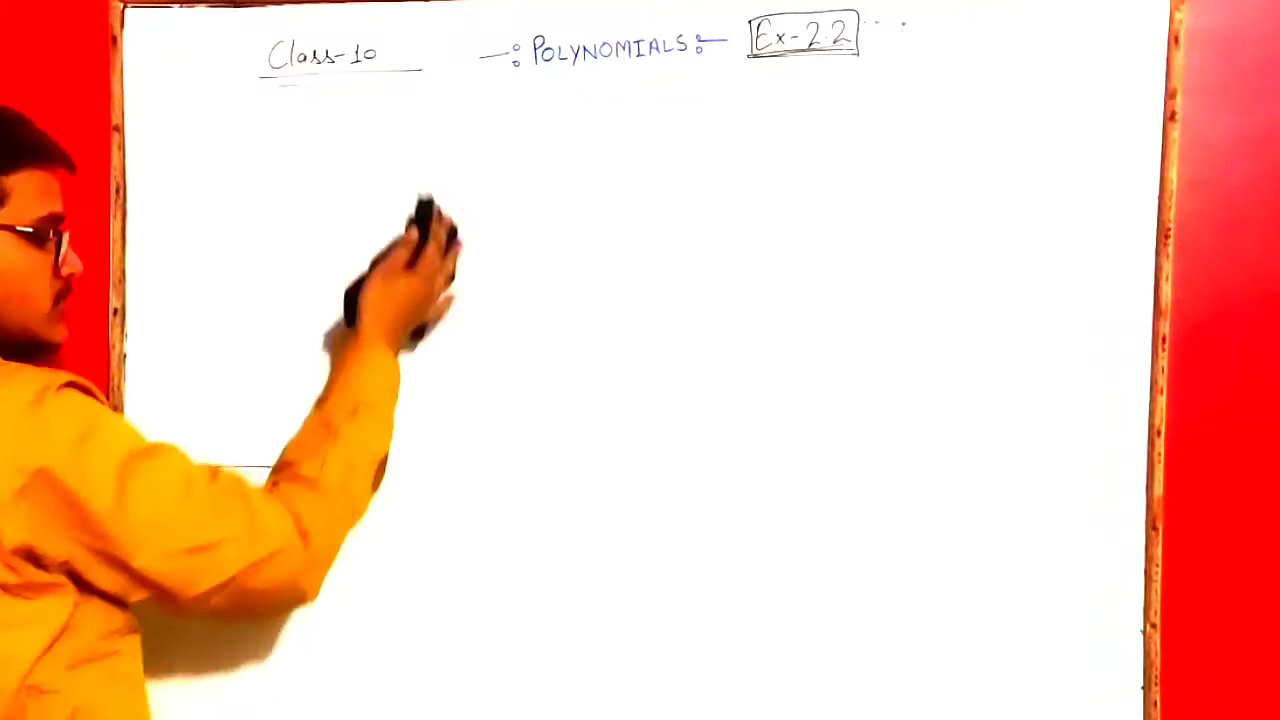 Class-10 —: POLYNOMIALS :— Ex-2.2